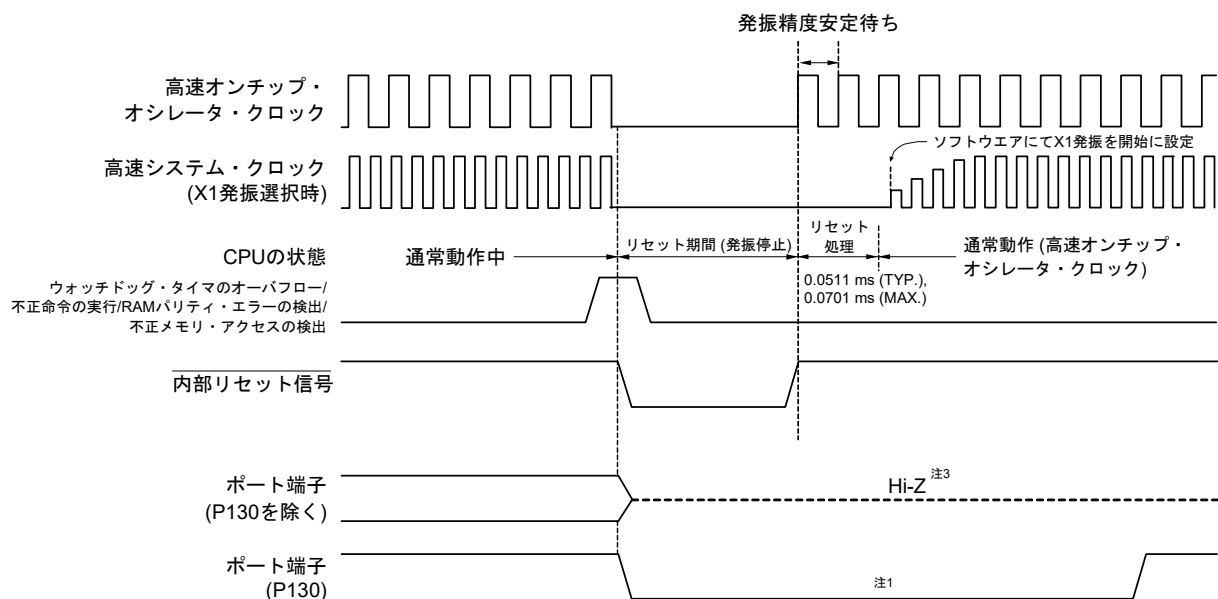 発振精度安定待ち
高速オンチップ・
オシレータ・クロック
ソフトウエアにてX1発振を開始に設定
高速システム・クロック
(X1発振選択時)
CPUの状態
通常動作中
リセット期間 (発振停止)
リセット
処理
通常動作 (高速オンチップ・
オシレータ・クロック)
0.0511 ms (TYP.),
0.0701 ms (MAX.)
ウォッチドッグ・タイマのオーバフロー/
不正命令の実行/RAMパリティ・エラーの検出/
不正メモリ・アクセスの検出
内部リセット信号
ポート端子
(P130を除く)
Hi-Z 注3
ポート端子
(P130)
注1